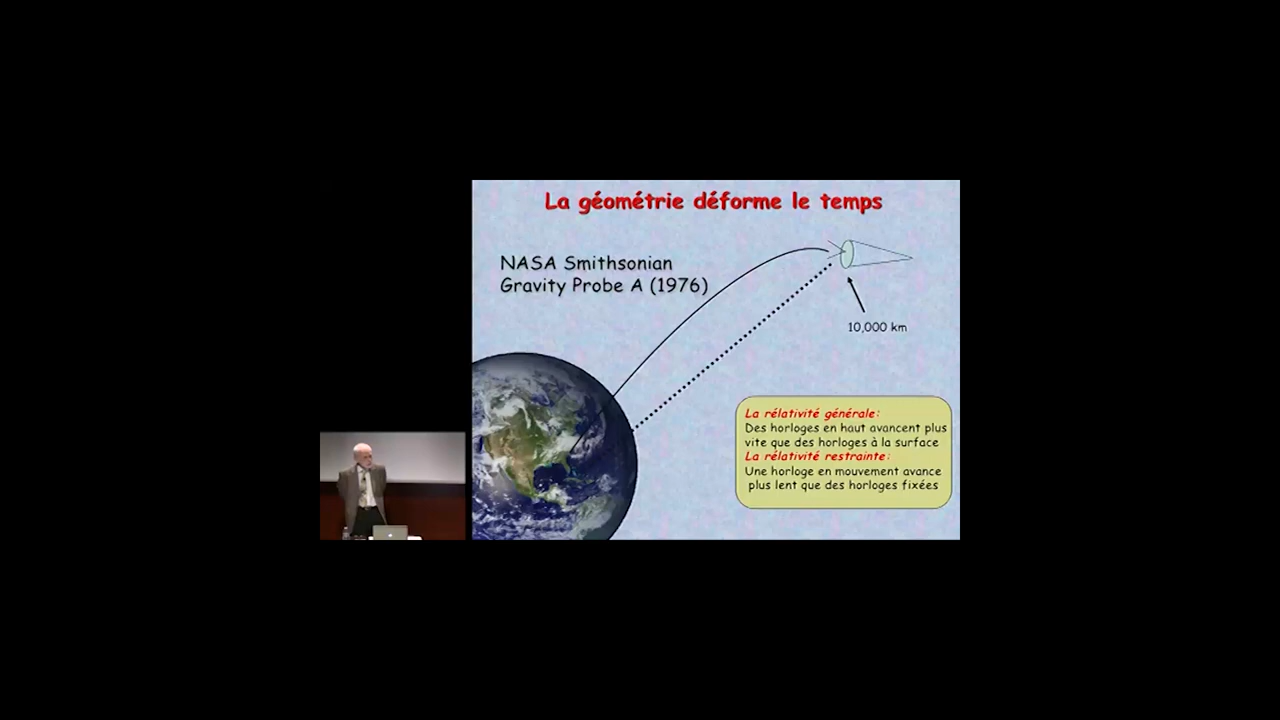 La géométrie déforme le temps
NASA Smithsonian
Gravity Probe A (1976)
10,000 km
La rélativité générale:
Des horloges en haut avancent plus
vite que des horloges à la surface
La rélativité restrainte:
Une horloge en mouvement avance
plus lent que des horloges fixées